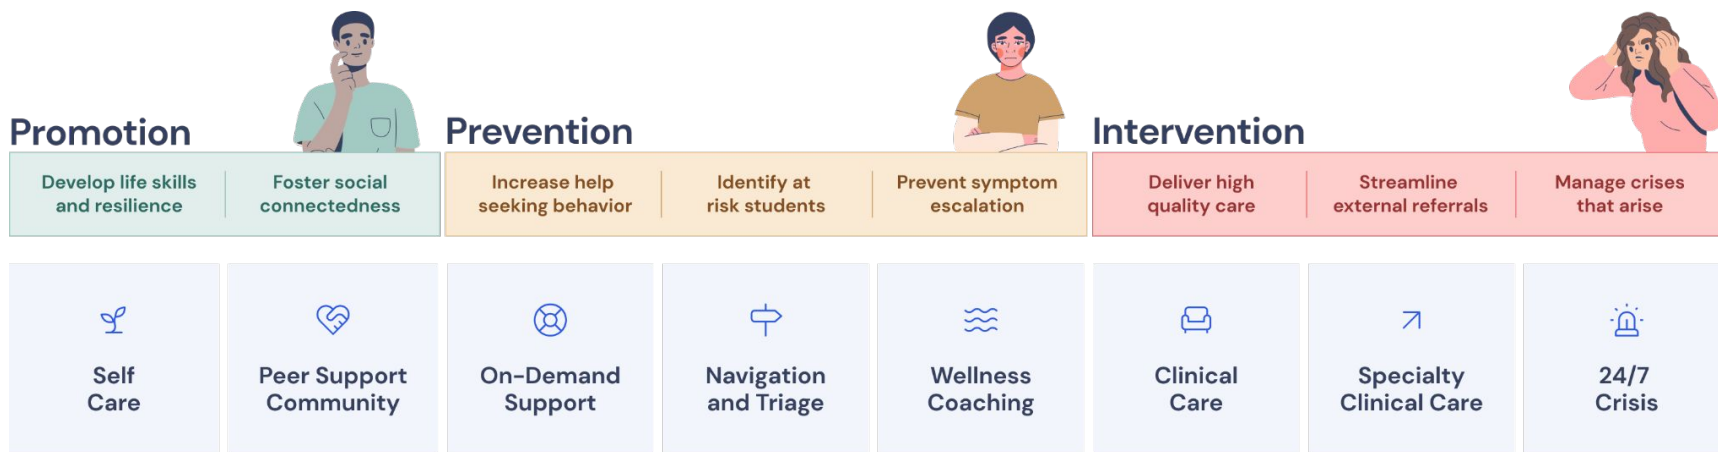 Promotion
Prevention
Intervention
Develop life skills
and resilience
Foster social
connectedness
Increase help
seeking behavior
Identify at
risk students
Prevent symptom
escalation
Deliver high
quality care
Streamline
external referrals
Manage crises
that arise
Self
Care
Peer Support
Community
On-Demand
Support
Navigation
and Triage
Wellness
Coaching
Clinical
Care
Specialty
Clinical Care
24/7
Crisis